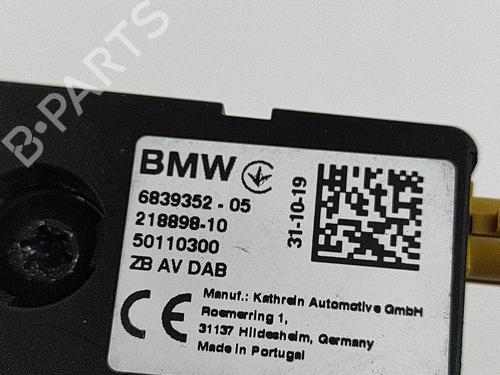 B·PARTS
BMW
6839352 - 05
218898-10
50110300
ZB AV DAB
31-10-19
Manuf.: Kathrein Automotive GmbH
Roemerring 1,
31137 Hildesheim, Germany
Made in Portugal
CE